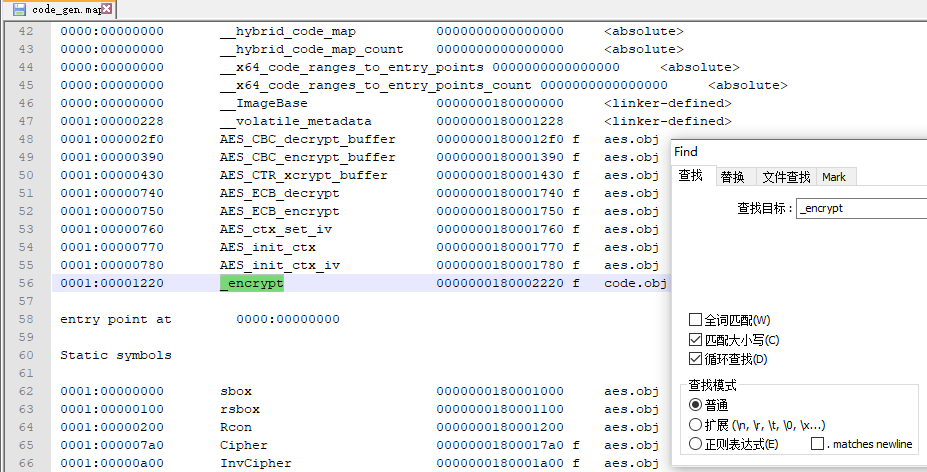 code_gen.map
42 0000:00000000 __hybrid_code_map 0000000000000000 <absolute>
43 0000:00000000 __hybrid_code_map_count 0000000000000000 <absolute>
44 0000:00000000 __x64_code_ranges_to_entry_points 0000000000000000 <absolute>
45 0000:00000000 __x64_code_ranges_to_entry_points_count 0000000000000000 <absolute>
46 0000:00000000 __ImageBase 0000000180000000 <linker-defined>
47 0001:00000228 __volatile_metadata 0000000180001228 <linker-defined>
48 0001:000002f0 AES_CBC_decrypt_buffer 00000001800012f0 f aes.obj
49 0001:00000390 AES_CBC_encrypt_buffer 0000000180001390 f aes.obj
50 0001:00000430 AES_CTR_xcrypt_buffer 0000000180001430 f aes.obj
51 0001:00000740 AES_ECB_decrypt 0000000180001740 f aes.obj
52 0001:00000750 AES_ECB_encrypt 0000000180001750 f aes.obj
53 0001:00000760 AES_ctx_set_iv 0000000180001760 f aes.obj
54 0001:00000770 AES_init_ctx 0000000180001770 f aes.obj
55 0001:00000780 AES_init_ctx_iv 0000000180001780 f aes.obj
56 0001:00001220 _encrypt 0000000180002220 f code.obj
57
58 entry point at 0000:00000000
59
60 Static symbols
61
62 0001:00000000 sbox 0000000180001000 aes.obj
63 0001:00000100 rsbox 0000000180001100 aes.obj
64 0001:00000200 Rcon 0000000180001200 aes.obj
65 0001:000007a0 Cipher 00000001800017a0 f aes.obj
66 0001:00000a00 InvCipher 0000000180001a00 f aes.obj
Find
查找 替换 文件查找 Mark
查找目标: _encrypt
全词匹配(W)
匹配大小写(C)
循环查找(D)
查找模式
普通
扩展 (\n, \r, \t, \0, \x...)
正则表达式(E) . matches newline